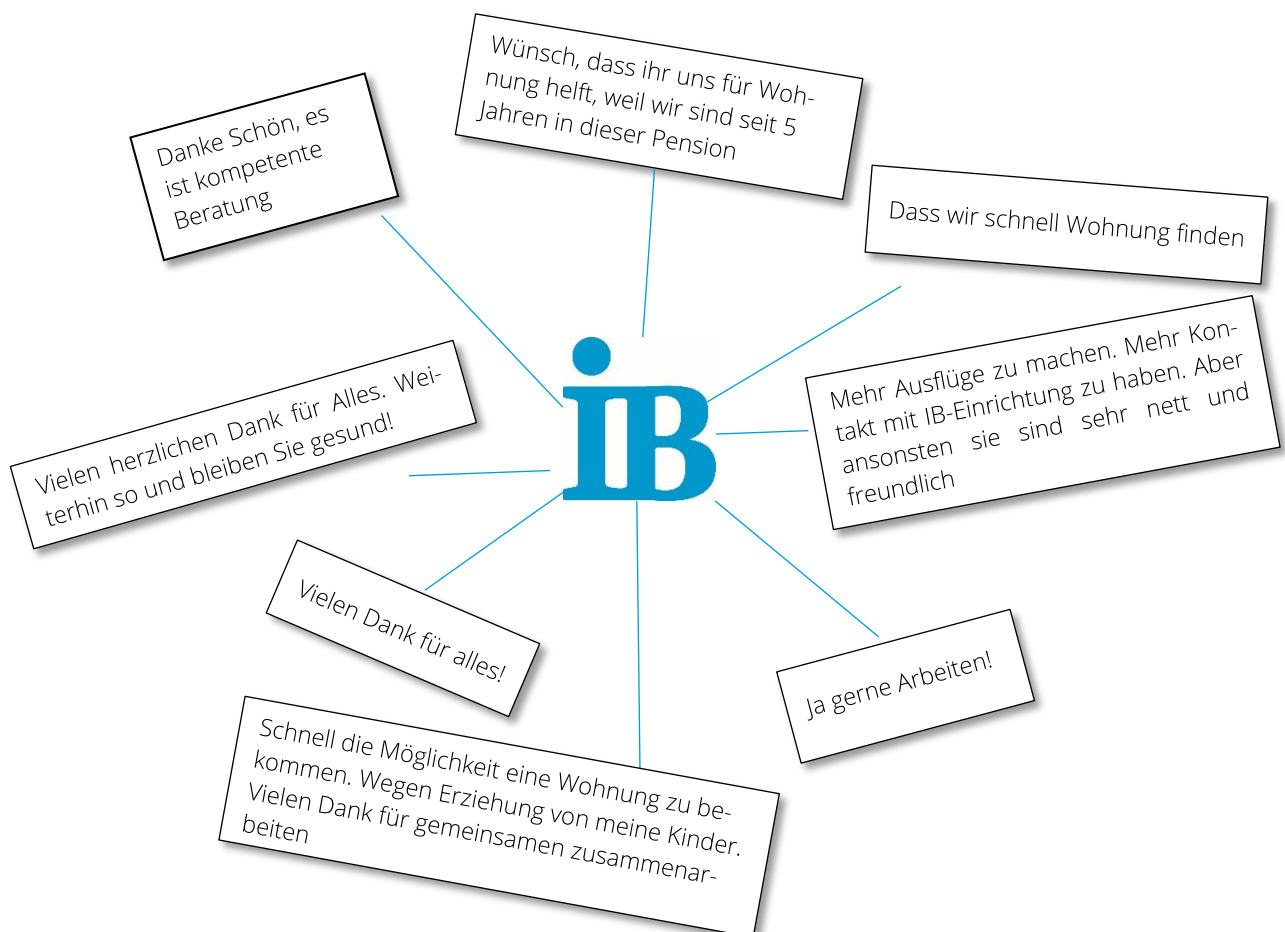 Wünsch, dass ihr uns für Woh-
nung helft, weil wir sind seit 5
Jahren in dieser Pension
Danke Schön, es
ist kompetente
Beratung
Dass wir schnell Wohnung finden
Mehr Ausflüge zu machen. Mehr Kon-
takt mit IB-Einrichtung zu haben. Aber
ansonsten sie sind sehr nett und
freundlich
iB
Vielen herzlichen Dank für Alles. Wei-
terhin so und bleiben Sie gesund!
Vielen Dank für alles!
Ja gerne Arbeiten!
Schnell die Möglichkeit eine Wohnung zu be-
kommen. Wegen Erziehung von meine Kinder.
Vielen Dank für gemeinsamen zusammenar-
beiten